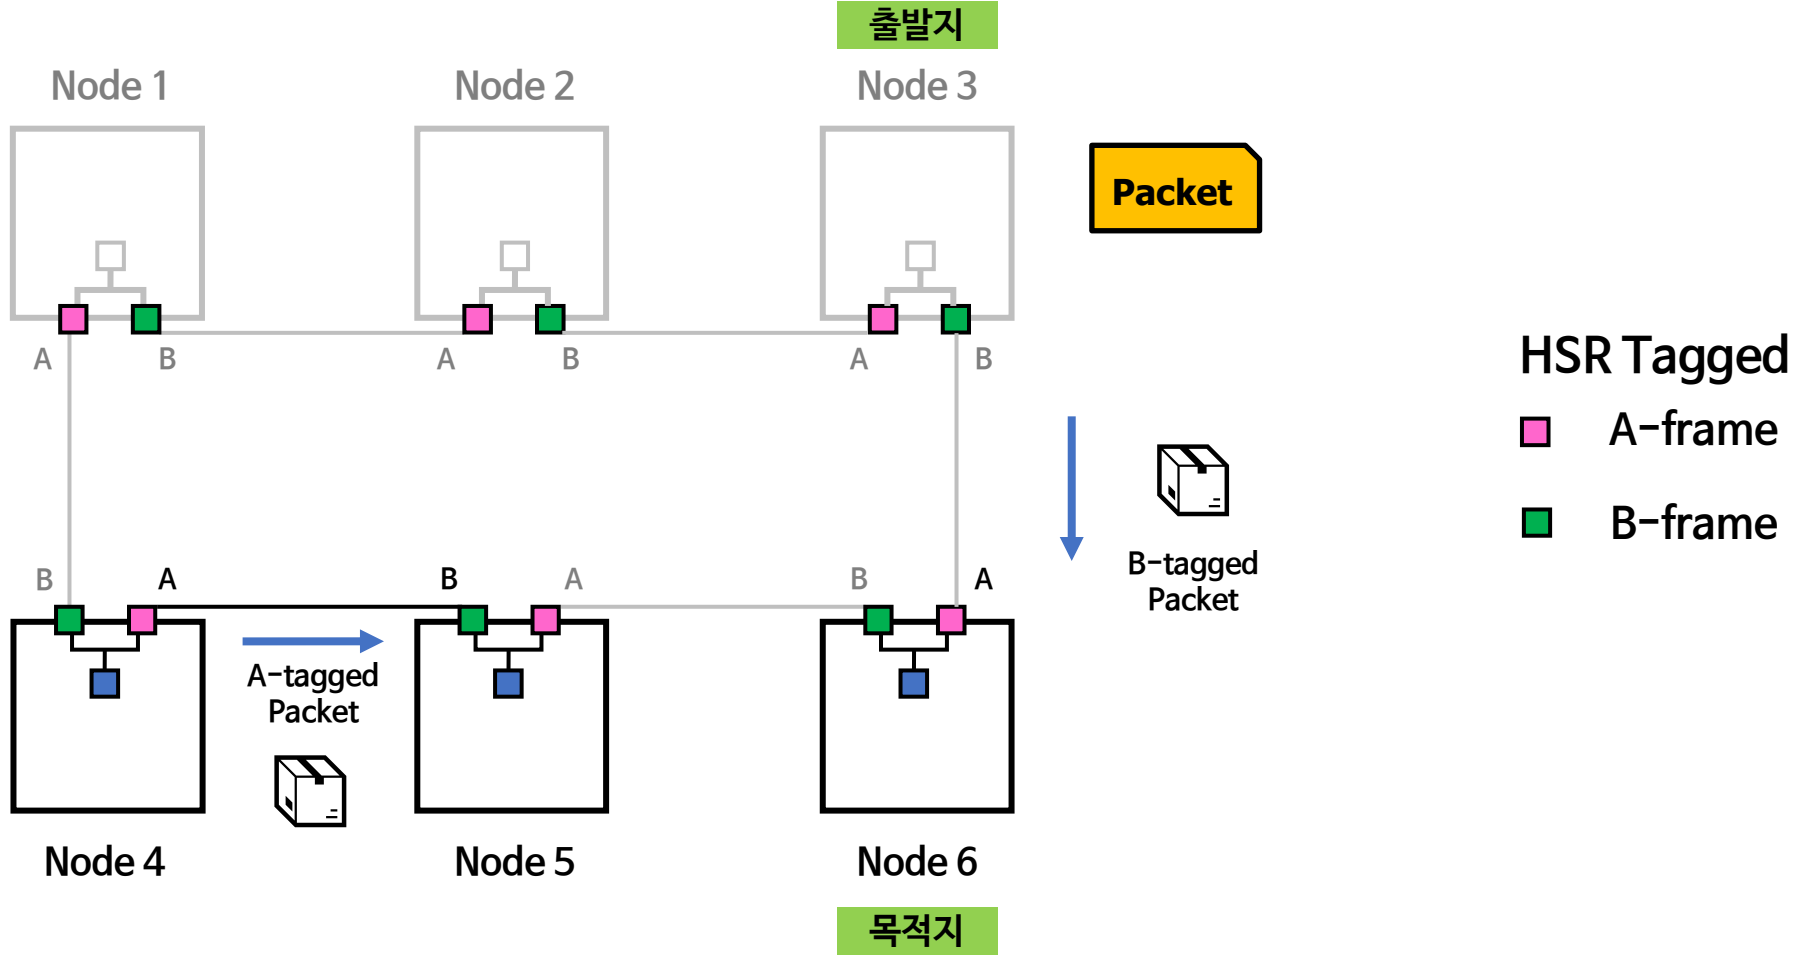 출발지
Node 1
Node 2
Node 3
Packet
A
B
A
B
A
B
HSR Tagged
A-frame
B-frame
B-tagged
Packet
B
A
B
A
B
A
A-tagged
Packet
Node 4
Node 5
Node 6
목적지